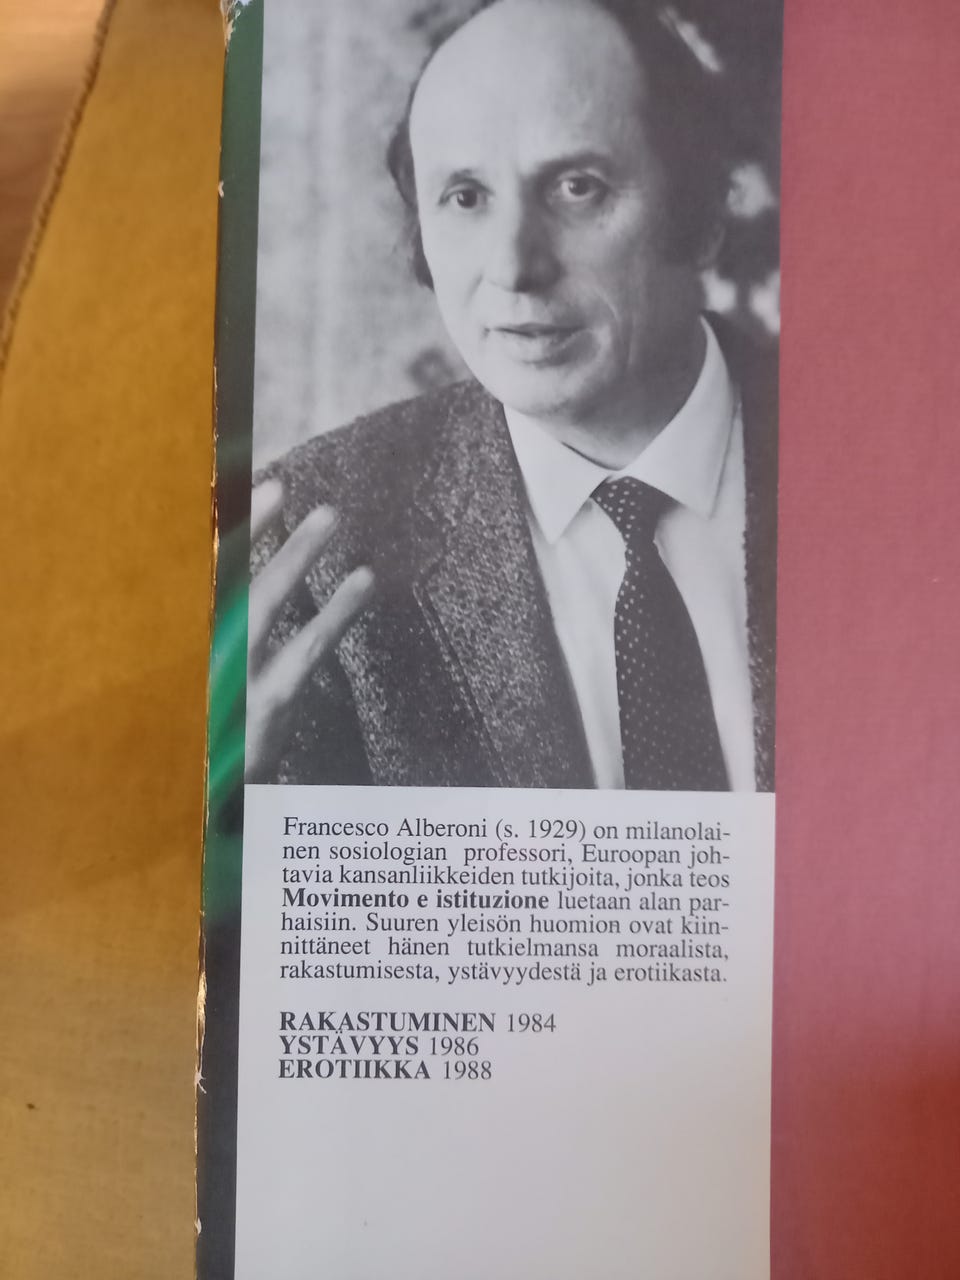 Francesco Alberoni (s. 1929) on milanolai-
nen sosiologian professori, Euroopan joh-
tavia kansanliikkeiden tutkijoita, jonka teos
Movimento e istituzione luetaan alan par-
haisiin. Suuren yleisön huomion ovat kiin-
nittäneet hänen tutkielmansa moraalista,
rakastumisesta, ystävyydestä ja erotiikasta.
RAKASTUMINEN 1984
YSTÄVYYS 1986
EROTIIKKA 1988